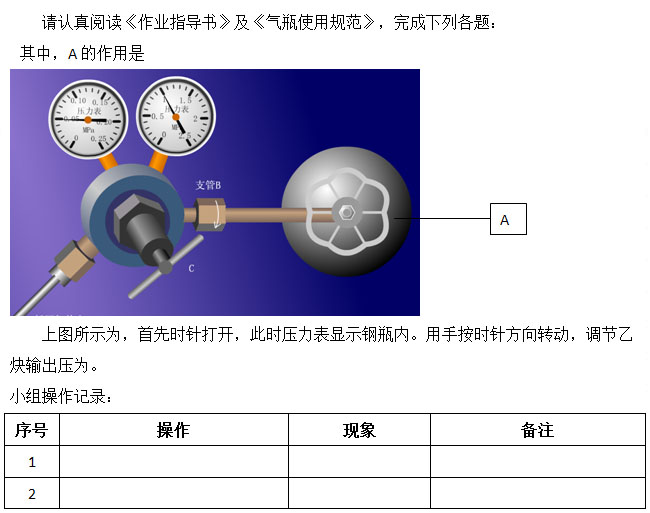 请认真阅读《作业指导书》及《气瓶使用规范》，完成下列各题：
其中，A的作用是
0.10 0.15
压力表
0.05 0.20
MPa
0 0.25
1 1.5
压力表
0.5 2
MPa
0 2.5
支管B
A
C
上图所示为，首先时针打开，此时压力表显示钢瓶内。用手按时针方向转动，调节乙
炔输出压为。
小组操作记录：
序号 操作 现象 备注
1
2